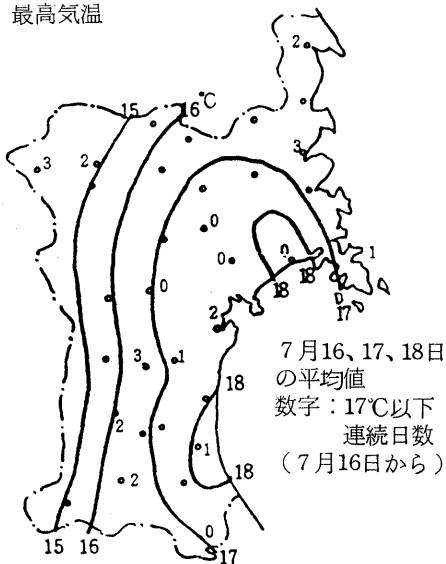 最高気温
2
15 16 ℃
3 2 3
0
0 0 1
0 18 18
17
2
7月16、17、18日
の平均値
3 1
18
数字：17℃以下
連続日数
2
（7月16日から）
1
2
18
0
15 16 17